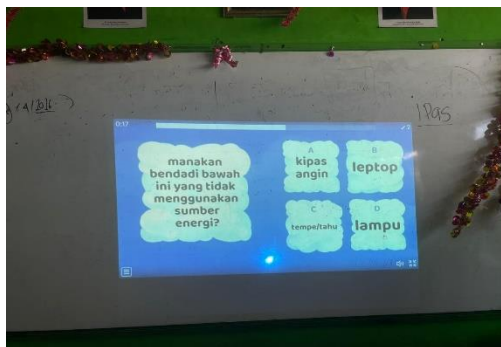 IPas
0:17
manakan
bendadi bawah
ini yang tidak
menggunakan
sumber
energi?
A
kipas
angin
B
leptop
C
tempe/tahu
D
lampu